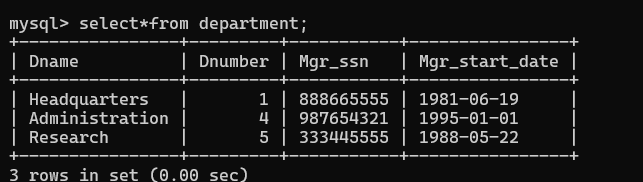 mysql> select*from department;
+----------------+---------+-----------+----------------+
| Dname          | Dnumber | Mgr_ssn   | Mgr_start_date |
+----------------+---------+-----------+----------------+
| Headquarters   |       1 | 888665555 | 1981-06-19     |
| Administration |       4 | 987654321 | 1995-01-01     |
| Research       |       5 | 333445555 | 1988-05-22     |
+----------------+---------+-----------+----------------+
3 rows in set (0.00 sec)